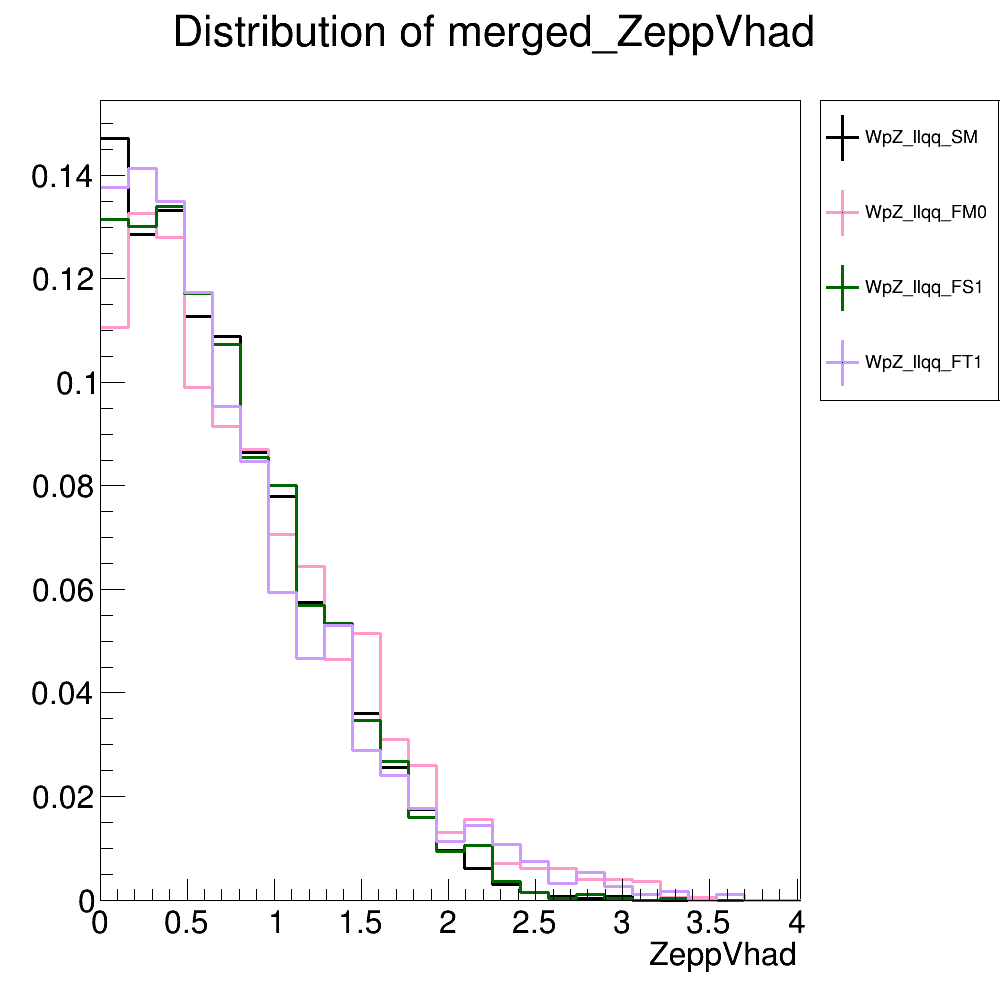 Distribution of merged_ZeppVhad
WpZ_llqq_SM
WpZ_llqq_FM0
WpZ_llqq_FS1
WpZ_llqq_FT1
0.14
0.12
0.1
0.08
0.06
0.04
0.02
0
0 0.5 1 1.5 2 2.5 3 3.5 4
ZeppVhad